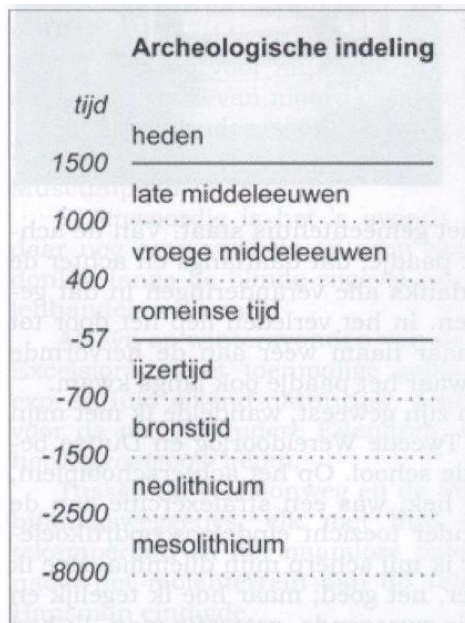 Archeologische indeling
tijd
heden
1500
late middeleeuwen
1000
vroege middeleeuwen
400
romeinse tijd
-57
ijzertijd
-700
bronstijd
-1500
neolithicum
-2500
mesolithicum
-8000